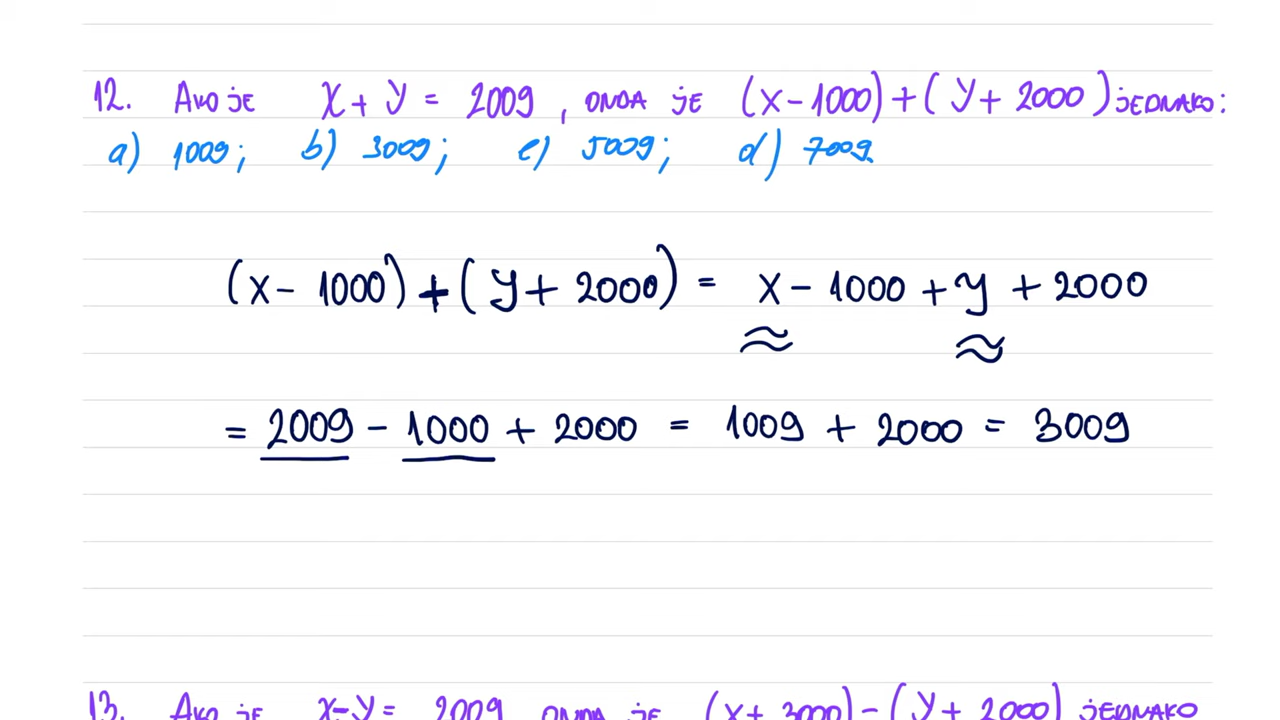 12. Ako je x + y = 2009, onda je (x - 1000) + (y + 2000) jednako:
a) 1009; b) 3009; c) 5009; d) 7009.
(x - 1000) + (y + 2000) = x - 1000 + y + 2000
= 2009 - 1000 + 2000 = 1009 + 2000 = 3009
13. Ako je x - y = 2009 onda je (x + 3000) - (y + 2000) jednako